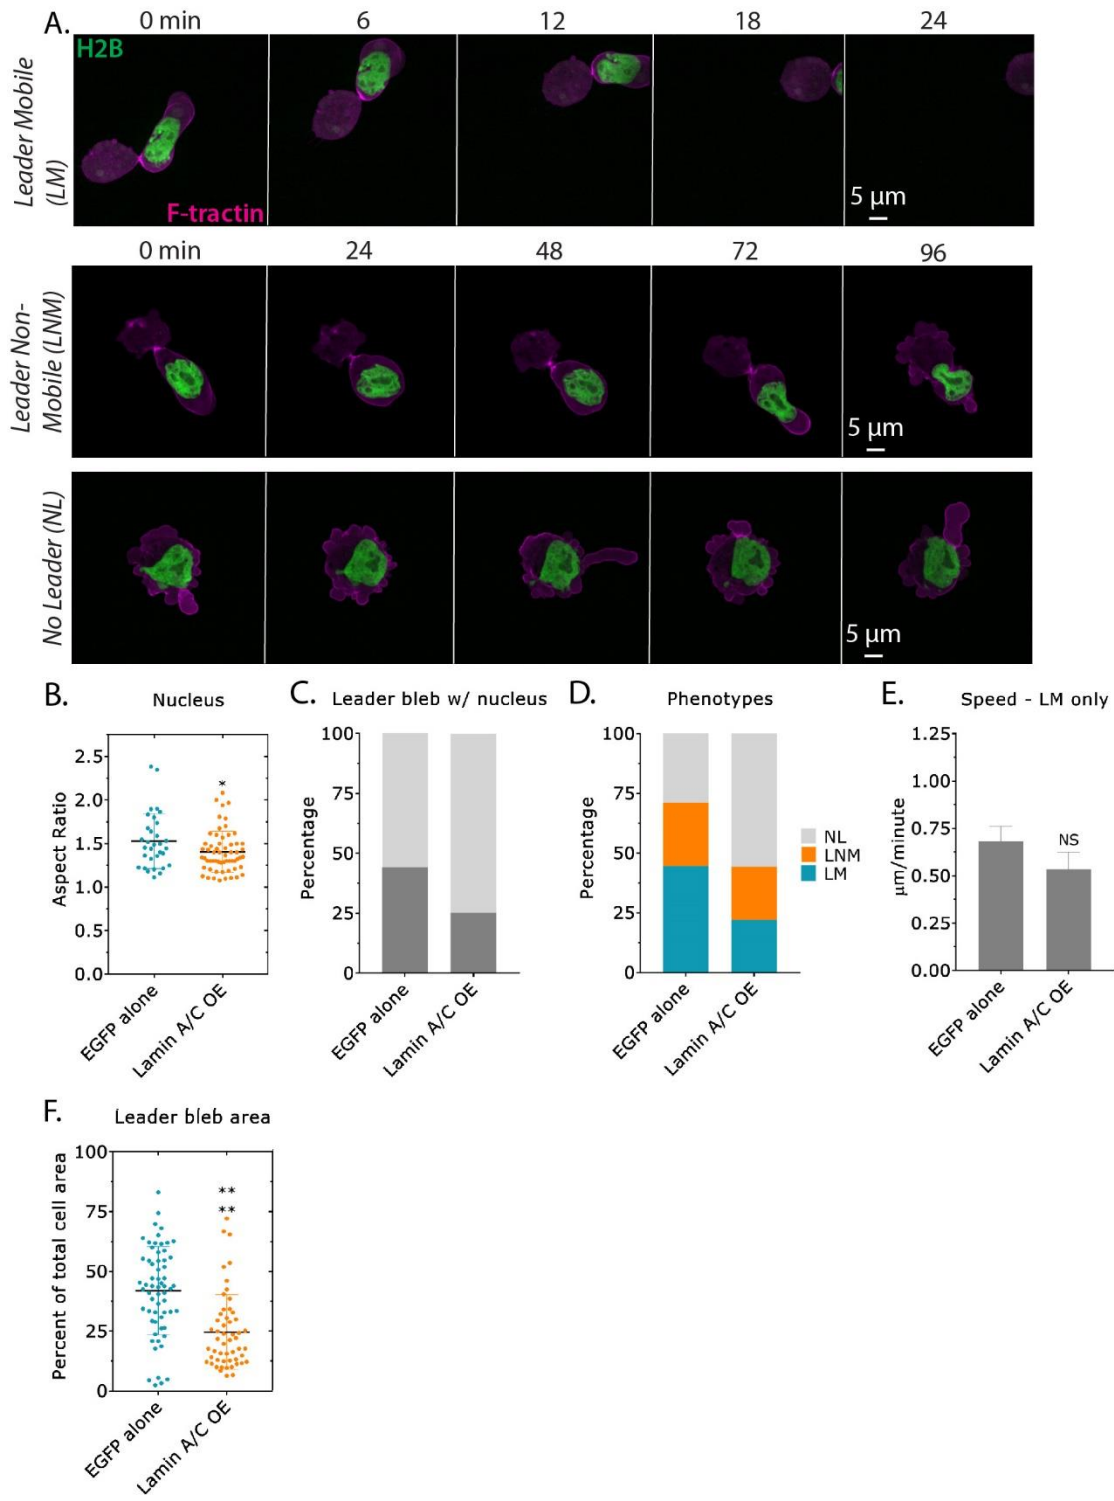 A.
0 min 6 12 18 24
H2B
Leader Mobile
(LM)
F-tractin
5 µm
0 min 24 48 72 96
Leader Non-
Mobile (LNM)
5 µm
No Leader (NL)
5 µm
B. Nucleus
Aspect Ratio
2.5
2.0
1.5
1.0
0.5
0.0
*
EGFP alone
Lamin A/C OE
C. Leader bleb w/ nucleus
Percentage
100
75
50
25
0
EGFP alone
Lamin A/C OE
D. Phenotypes
Percentage
100
75
50
25
0
NL
LNM
LM
EGFP alone
Lamin A/C OE
E. Speed - LM only
µm/minute
1.25
1.00
0.75
0.50
0.25
0.00
NS
EGFP alone
Lamin A/C OE
F. Leader bleb area
Percent of total cell area
100
75
50
25
0
**
**
EGFP alone
Lamin A/C OE